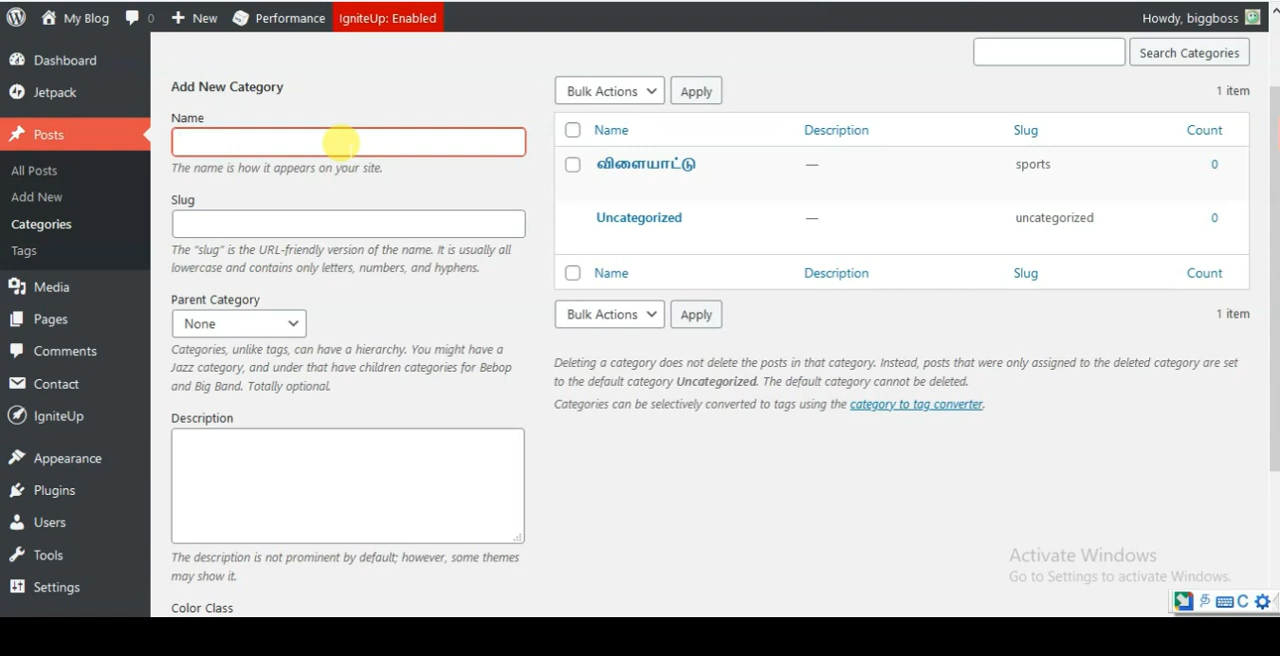 My Blog 0 New Performance IgniteUp: Enabled Howdy, biggboss
Search Categories
Dashboard
Jetpack
Posts
All Posts
Add New
Categories
Tags
Media
Pages
Comments
Contact
IgniteUp
Appearance
Plugins
Users
Tools
Settings
Add New Category
Name
The name is how it appears on your site.
Slug
The “slug” is the URL-friendly version of the name. It is usually all
lowercase and contains only letters, numbers, and hyphens.
Parent Category
None
Categories, unlike tags, can have a hierarchy. You might have a
Jazz category, and under that have children categories for Bebop
and Big Band. Totally optional.
Description
The description is not prominent by default; however, some themes
may show it.
Color Class
Bulk Actions Apply 1 item
Name Description Slug Count
விளையாட்டு — sports 0
Uncategorized — uncategorized 0
Name Description Slug Count
Bulk Actions Apply 1 item
Deleting a category does not delete the posts in that category. Instead, posts that were only assigned to the deleted category are set
to the default category Uncategorized. The default category cannot be deleted.
Categories can be selectively converted to tags using the category to tag converter.
Activate Windows
Go to Settings to activate Windows.